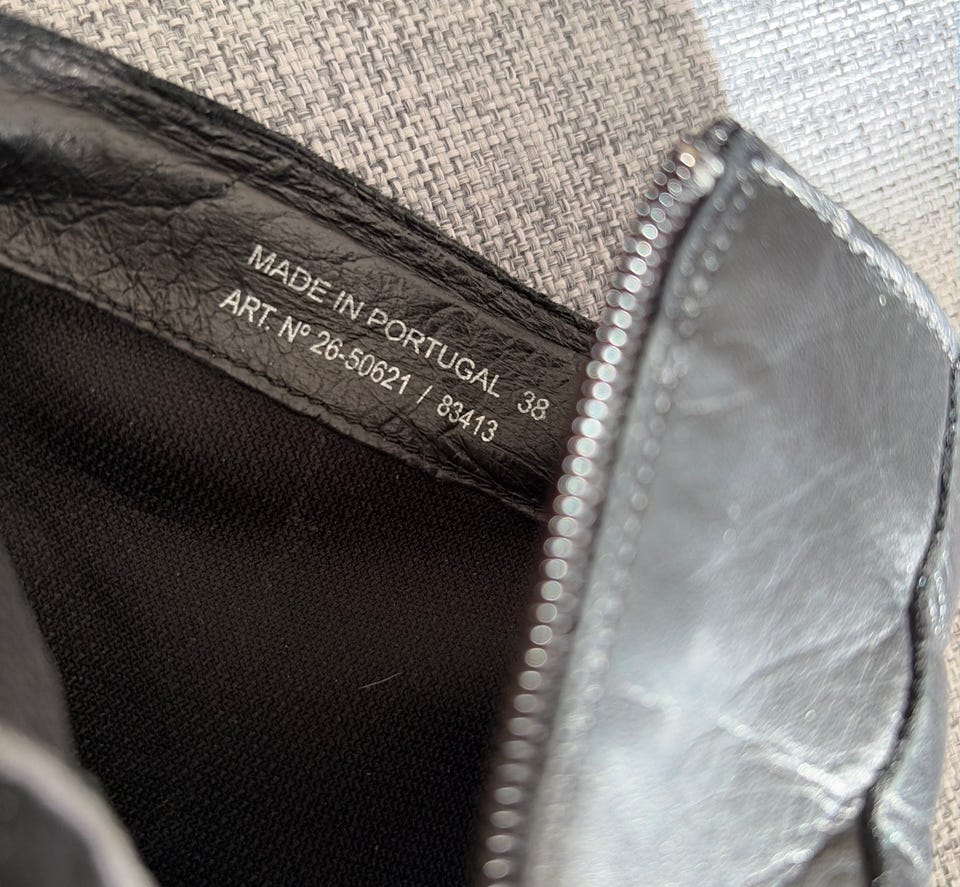 MADE IN PORTUGAL 38
ART. Nº 26-50621 / 83413